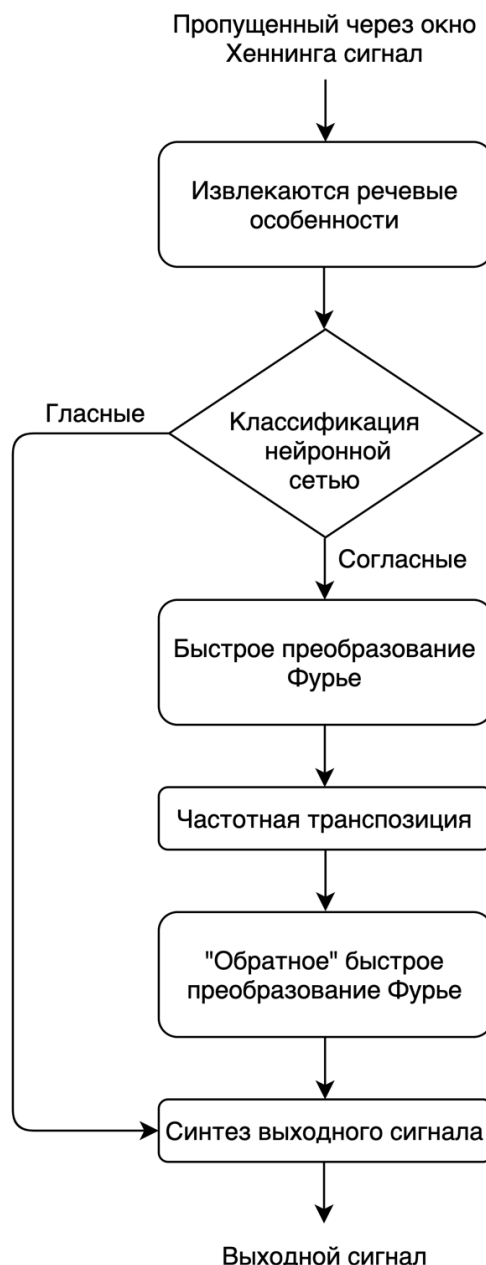 Пропущенный через окно
Хеннинга сигнал
Извлекаются речевые
особенности
Гласные
Классификация
нейронной
сетью
Согласные
Быстрое преобразование
Фурье
Частотная транспозиция
"Обратное" быстрое
преобразование Фурье
Синтез выходного сигнала
Выходной сигнал